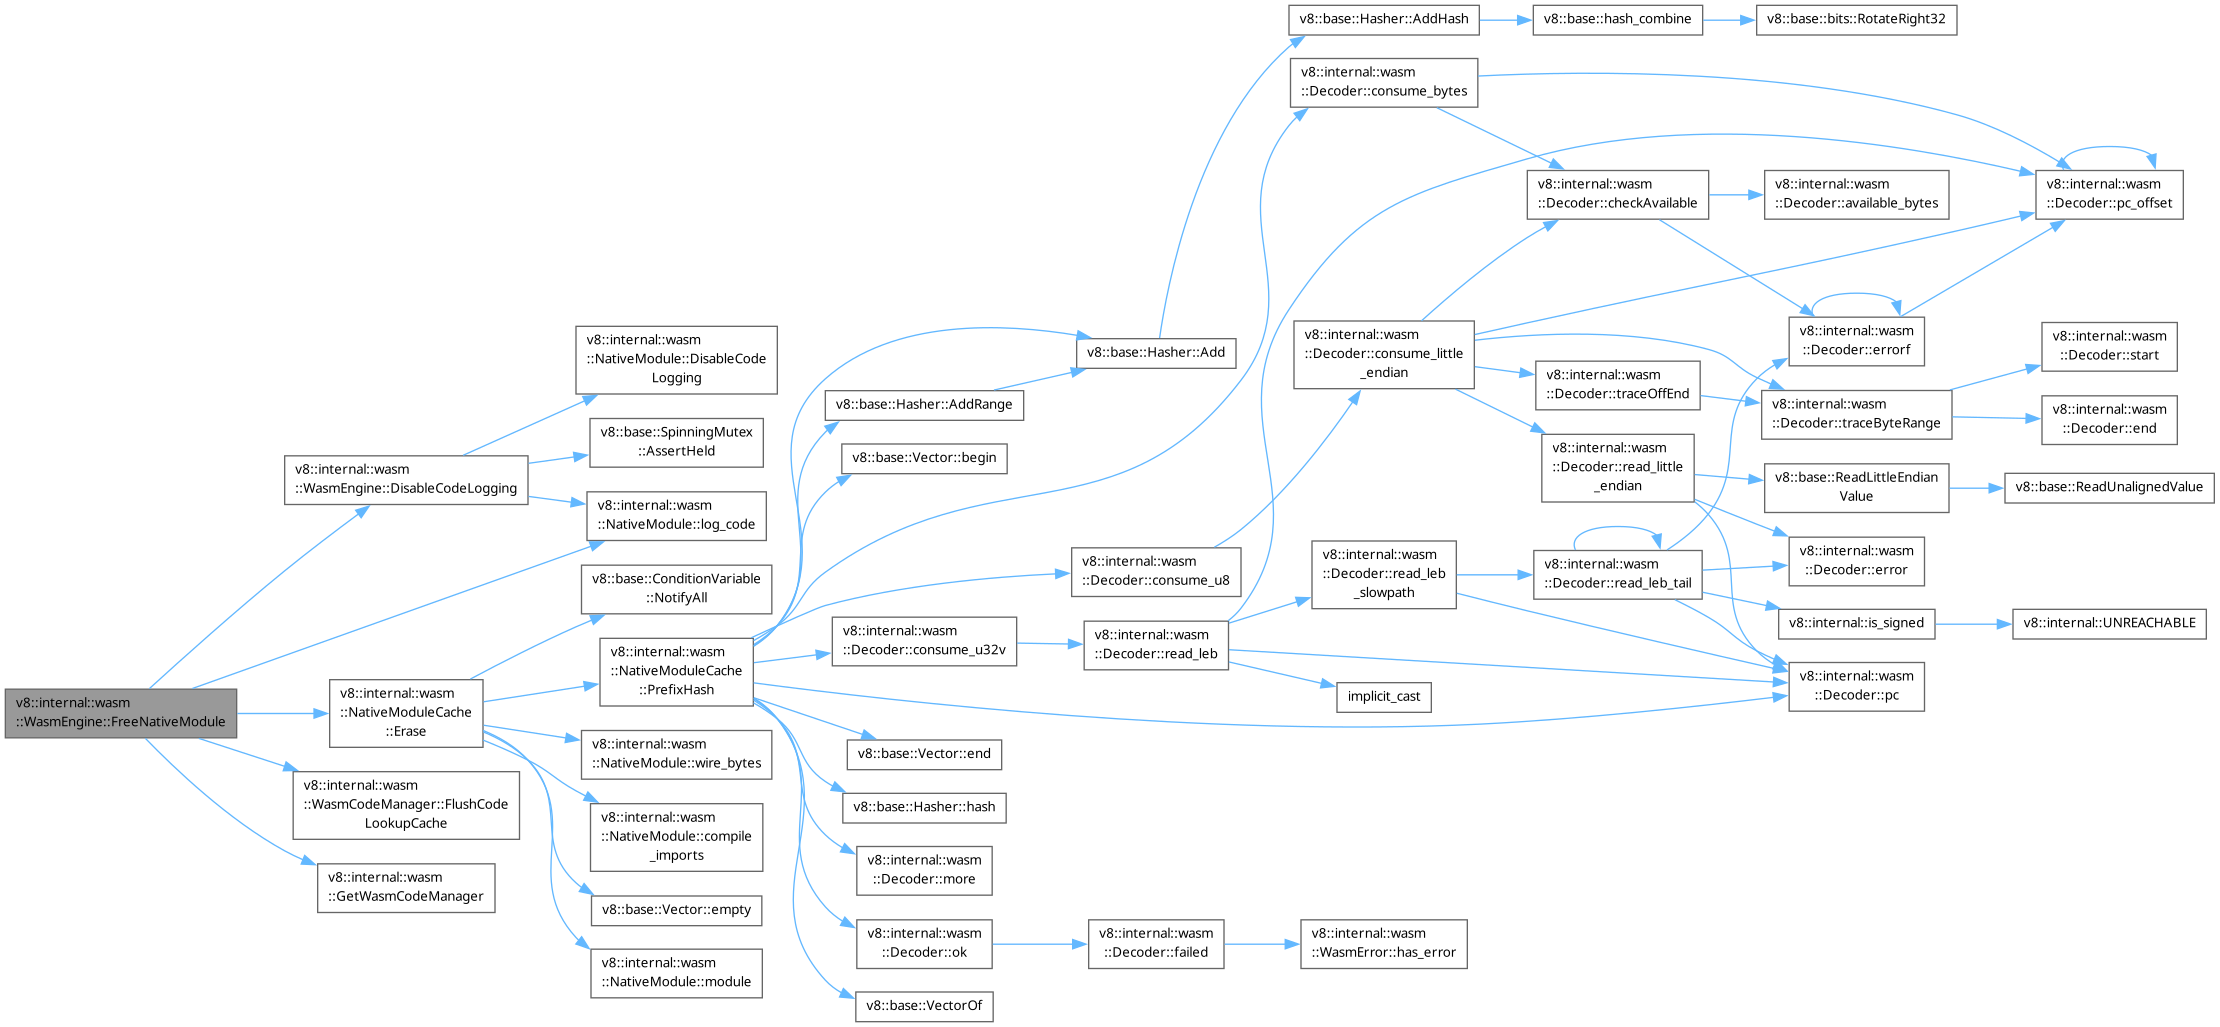 v8::internal::wasm
::WasmEngine::FreeNativeModule
v8::internal::wasm
::WasmEngine::DisableCodeLogging
v8::internal::wasm
::NativeModuleCache
::Erase
v8::internal::wasm
::WasmCodeManager::FlushCode
LookupCache
v8::internal::wasm
::GetWasmCodeManager
v8::internal::wasm
::NativeModule::DisableCode
Logging
v8::base::SpinningMutex
::AssertHeld
v8::internal::wasm
::NativeModule::log_code
v8::base::ConditionVariable
::NotifyAll
v8::internal::wasm
::NativeModuleCache
::PrefixHash
v8::internal::wasm
::NativeModule::wire_bytes
v8::internal::wasm
::NativeModule::compile
_imports
v8::base::Vector::empty
v8::internal::wasm
::NativeModule::module
v8::base::Hasher::AddRange
v8::base::Vector::begin
v8::internal::wasm
::Decoder::consume_u32v
v8::base::Vector::end
v8::base::Hasher::hash
v8::internal::wasm
::Decoder::more
v8::internal::wasm
::Decoder::ok
v8::base::VectorOf
v8::base::Hasher::Add
v8::internal::wasm
::Decoder::consume_u8
v8::internal::wasm
::Decoder::read_leb
v8::internal::wasm
::Decoder::failed
v8::base::Hasher::AddHash
v8::internal::wasm
::Decoder::consume_bytes
v8::internal::wasm
::Decoder::consume_little
_endian
v8::internal::wasm
::Decoder::read_leb
_slowpath
implicit_cast
v8::internal::wasm
::WasmError::has_error
v8::base::hash_combine
v8::internal::wasm
::Decoder::checkAvailable
v8::internal::wasm
::Decoder::traceOffEnd
v8::internal::wasm
::Decoder::read_little
_endian
v8::internal::wasm
::Decoder::read_leb_tail
v8::base::bits::RotateRight32
v8::internal::wasm
::Decoder::available_bytes
v8::internal::wasm
::Decoder::errorf
v8::internal::wasm
::Decoder::traceByteRange
v8::base::ReadLittleEndian
Value
v8::internal::wasm
::Decoder::error
v8::internal::is_signed
v8::internal::wasm
::Decoder::pc
v8::internal::wasm
::Decoder::pc_offset
v8::internal::wasm
::Decoder::start
v8::internal::wasm
::Decoder::end
v8::base::ReadUnalignedValue
v8::internal::UNREACHABLE